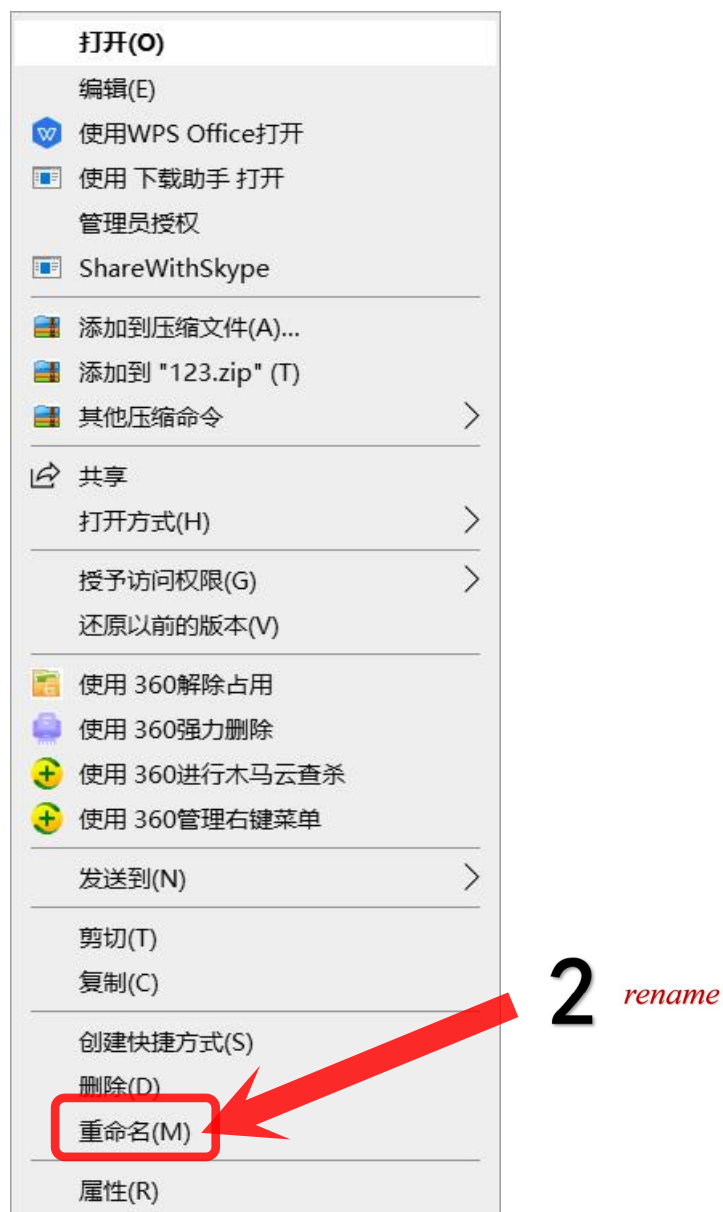 打开(O)
编辑(E)
使用WPS Office打开
使用 下载助手 打开
管理员授权
ShareWithSkype
添加到压缩文件(A)...
添加到 "123.zip" (T)
其他压缩命令
共享
打开方式(H)
授予访问权限(G)
还原以前的版本(V)
使用 360解除占用
使用 360强力删除
使用 360进行木马云查杀
使用 360管理右键菜单
发送到(N)
剪切(T)
复制(C)
2 rename
创建快捷方式(S)
删除(D)
重命名(M)
属性(R)